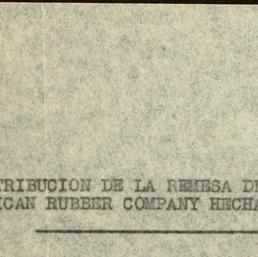 TRIBUCION DE LA REMESA DE
ICAN RUBBER COMPANY HECHA